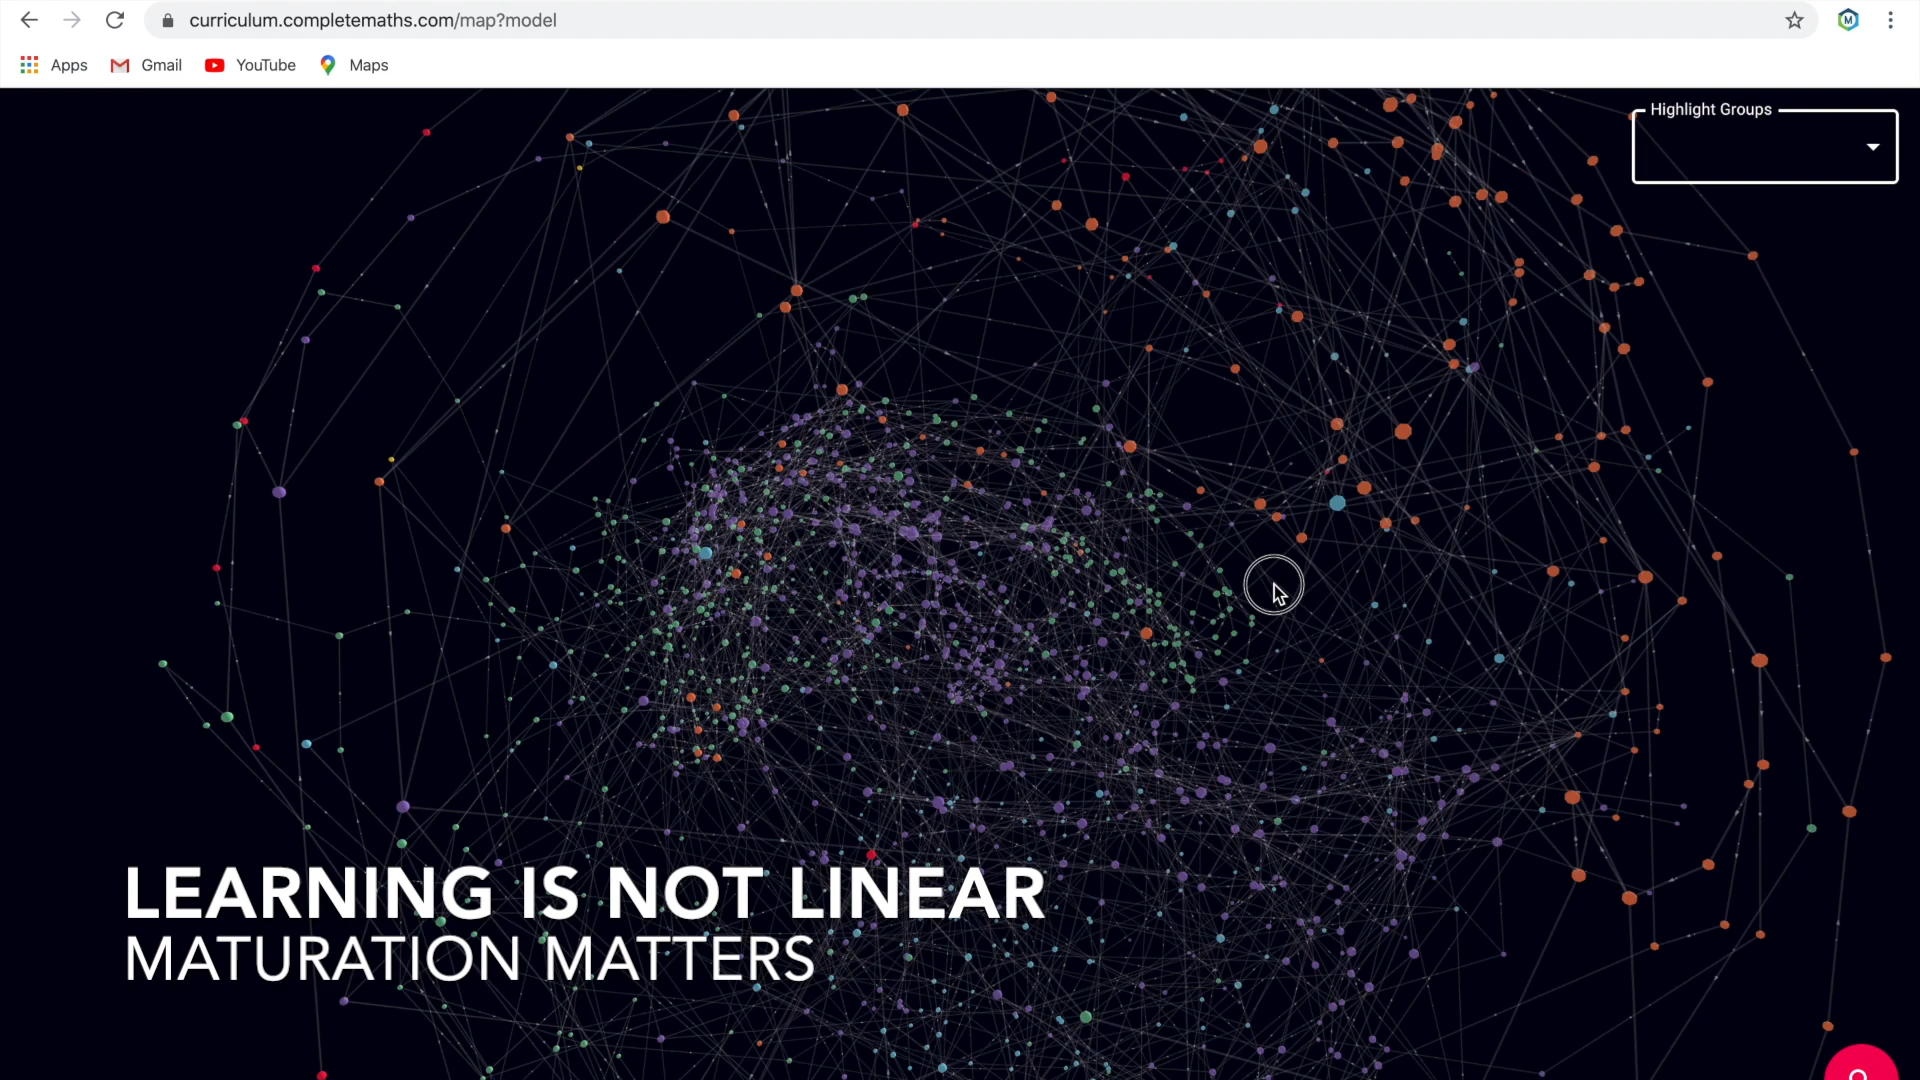 curriculum.completemaths.com/map?model
Apps Gmail YouTube Maps
Highlight Groups
LEARNING IS NOT LINEAR
MATURATION MATTERS